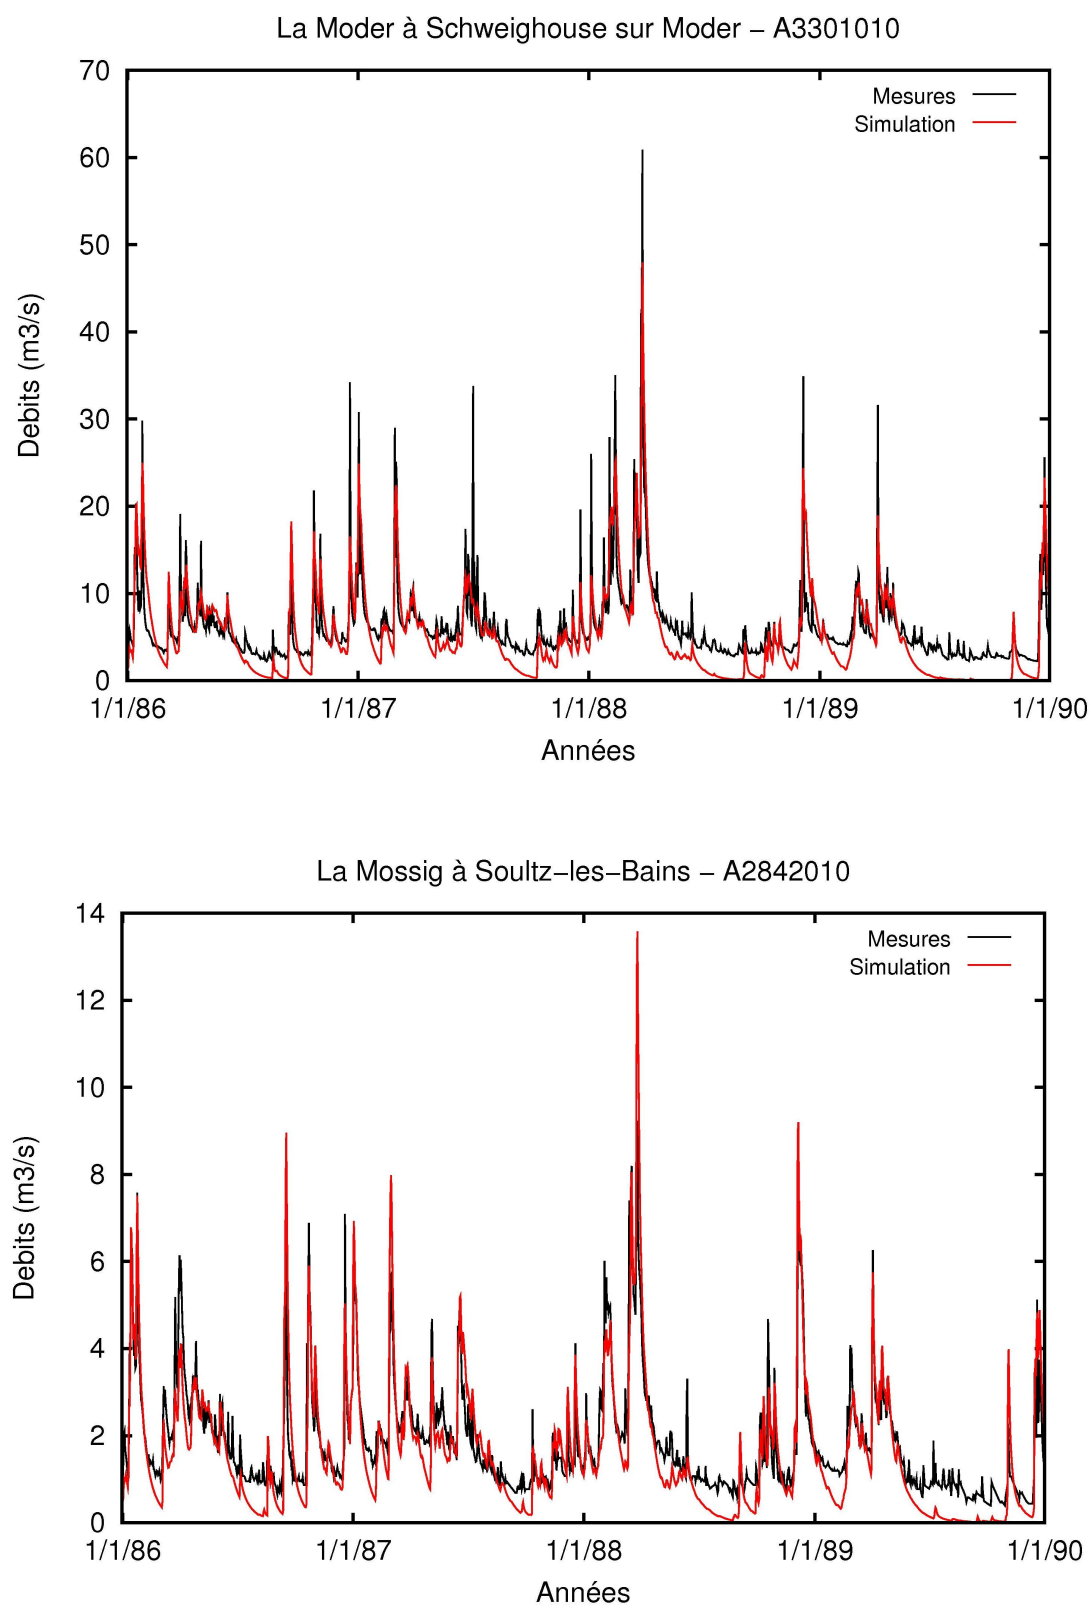 La Moder à Schweighouse sur Moder – A3301010
70
60
50
40
30
20
10
0
Debits (m3/s)
Mesures
Simulation
1/1/86
1/1/87
1/1/88
1/1/89
1/1/90
Années
La Mossig à Soultz–les–Bains – A2842010
14
12
10
8
6
4
2
0
Debits (m3/s)
Mesures
Simulation
1/1/86
1/1/87
1/1/88
1/1/89
1/1/90
Années